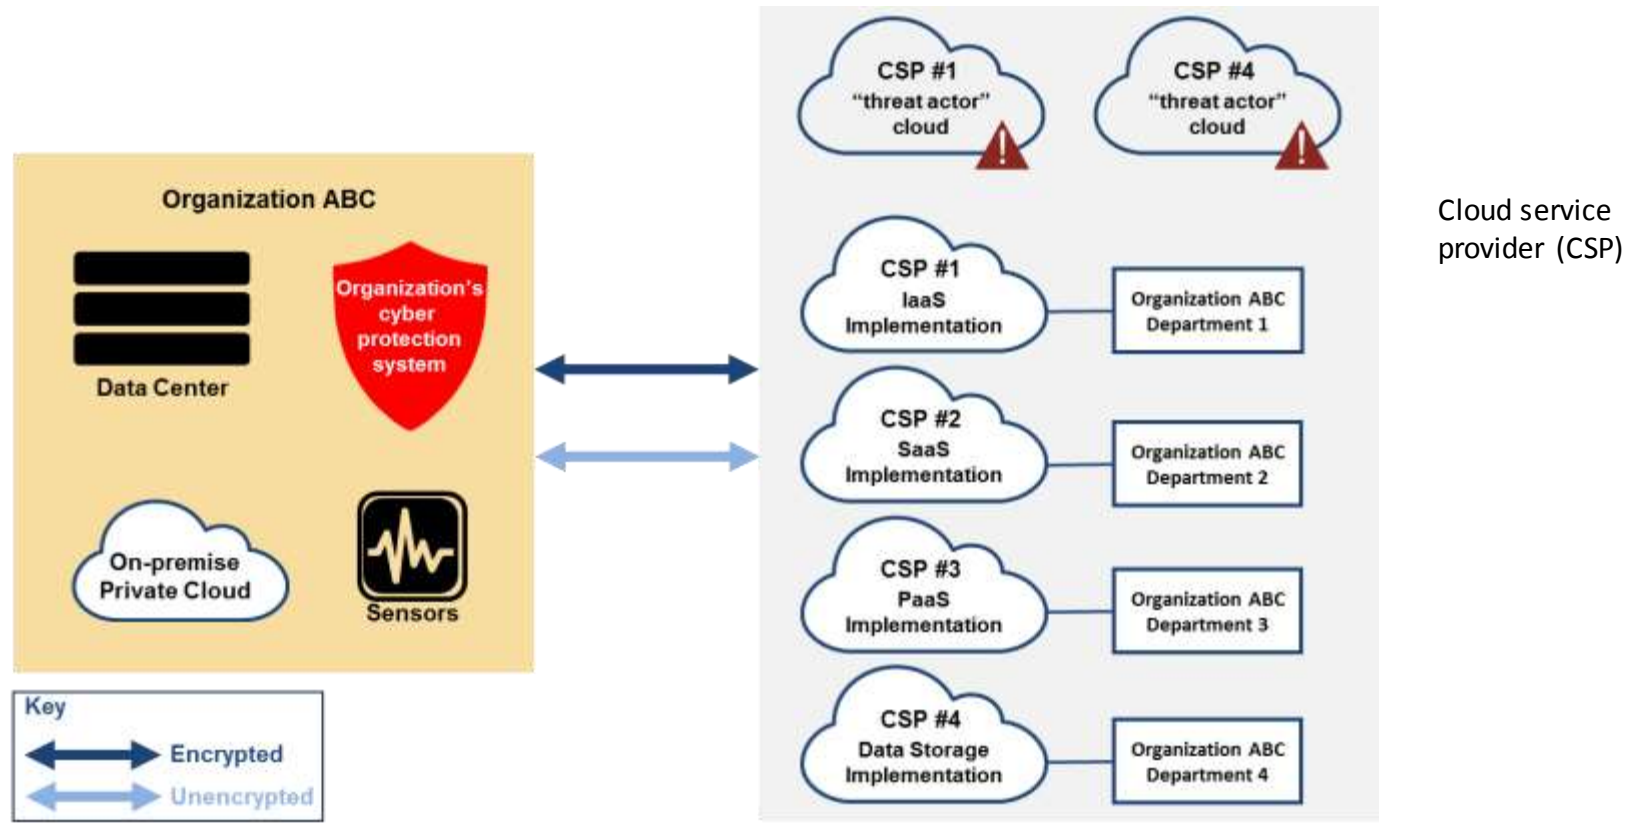 Organization ABC
Data Center
Organization's
cyber
protection
system
On-premise
Private Cloud
Sensors
Key
Encrypted
Unencrypted
CSP #1
“threat actor”
cloud
CSP #4
“threat actor”
cloud
CSP #1
IaaS
Implementation
Organization ABC
Department 1
CSP #2
SaaS
Implementation
Organization ABC
Department 2
CSP #3
PaaS
Implementation
Organization ABC
Department 3
CSP #4
Data Storage
Implementation
Organization ABC
Department 4
Cloud service
provider (CSP)